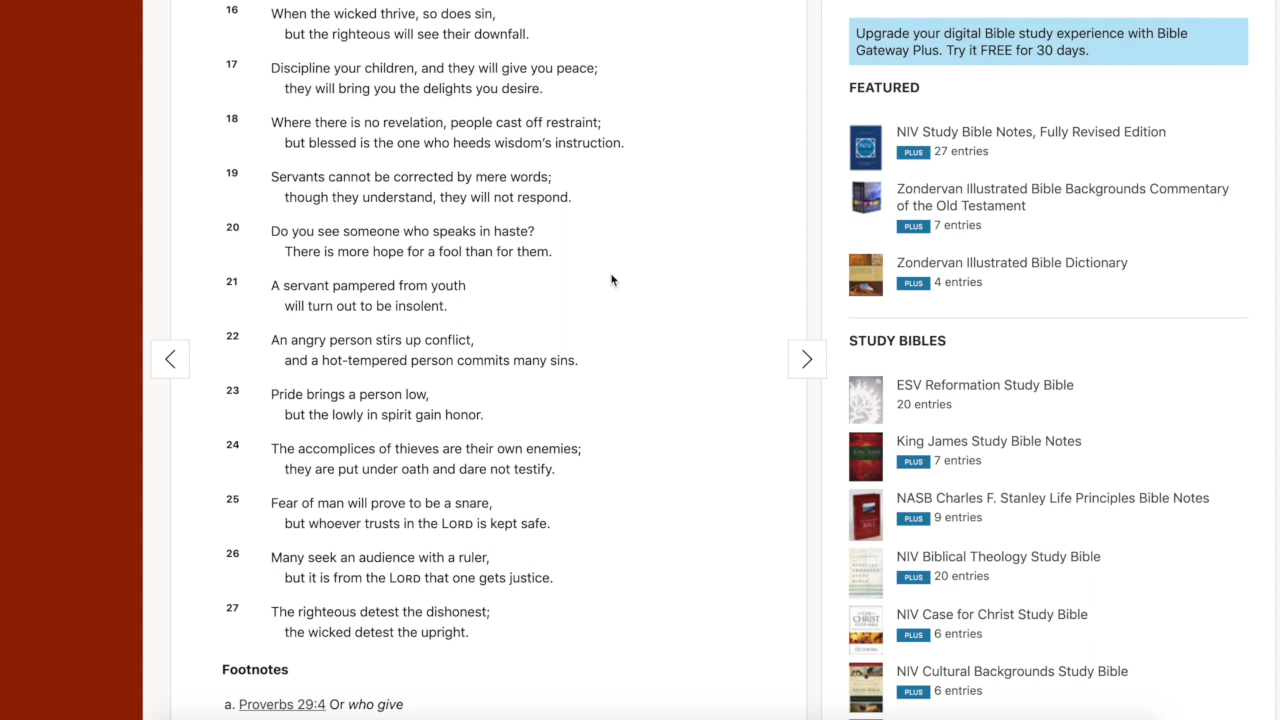 16 When the wicked thrive, so does sin,
but the righteous will see their downfall.
17 Discipline your children, and they will give you peace;
they will bring you the delights you desire.
18 Where there is no revelation, people cast off restraint;
but blessed is the one who heeds wisdom’s instruction.
19 Servants cannot be corrected by mere words;
though they understand, they will not respond.
20 Do you see someone who speaks in haste?
There is more hope for a fool than for them.
21 A servant pampered from youth
will turn out to be insolent.
22 An angry person stirs up conflict,
and a hot-tempered person commits many sins.
23 Pride brings a person low,
but the lowly in spirit gain honor.
24 The accomplices of thieves are their own enemies;
they are put under oath and dare not testify.
25 Fear of man will prove to be a snare,
but whoever trusts in the LORD is kept safe.
26 Many seek an audience with a ruler,
but it is from the LORD that one gets justice.
27 The righteous detest the dishonest;
the wicked detest the upright.
Footnotes
a. Proverbs 29:4 Or who give
Upgrade your digital Bible study experience with Bible
Gateway Plus. Try it FREE for 30 days.
FEATURED
NIV Study Bible Notes, Fully Revised Edition
PLUS 27 entries
Zondervan Illustrated Bible Backgrounds Commentary
of the Old Testament
PLUS 7 entries
Zondervan Illustrated Bible Dictionary
PLUS 4 entries
STUDY BIBLES
ESV Reformation Study Bible
20 entries
King James Study Bible Notes
PLUS 7 entries
NASB Charles F. Stanley Life Principles Bible Notes
PLUS 9 entries
NIV Biblical Theology Study Bible
PLUS 20 entries
NIV Case for Christ Study Bible
PLUS 6 entries
NIV Cultural Backgrounds Study Bible
PLUS 6 entries